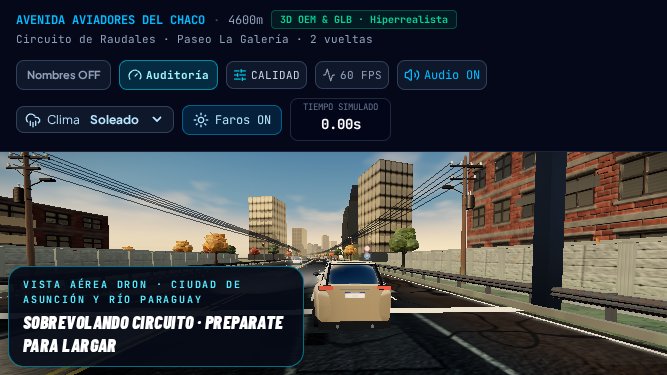 AVENIDA AVIADORES DEL CHACO · 4600m 3D OEM & GLB · Hiperrealista
Circuito de Raudales · Paseo La Galería · 2 vueltas
Nombres OFF Auditoría CALIDAD 60 FPS Audio ON
Clima Soleado Faros ON TIEMPO SIMULADO
0.00s
VISTA AÉREA DRON · CIUDAD DE
ASUNCIÓN Y RÍO PARAGUAY
SOBREVOLANDO CIRCUITO · PREPARATE
PARA LARGAR